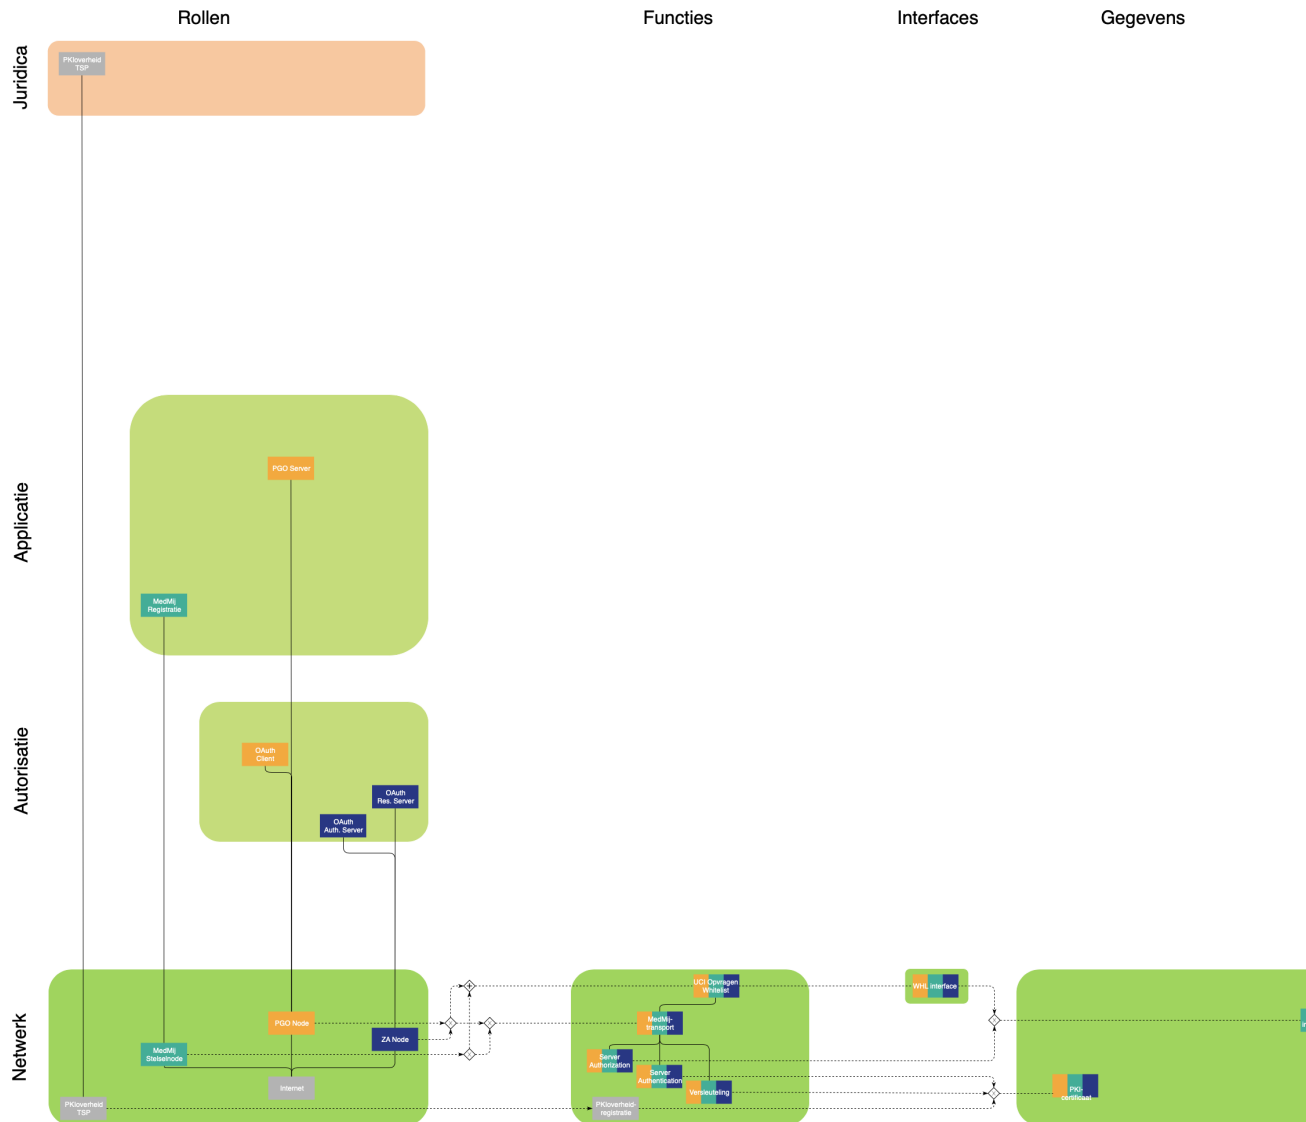 Rollen
Functies
Interfaces
Gegevens
Juridica
PKIoverheid
TSP
Applicatie
PGO Server
MedMij
Registratie
Autorisatie
OAuth
Client
OAuth
Res. Server
OAuth
Auth. Server
Netwerk
UCI Opvragen
Whitelist
WHL interface
PGO Node
MedMij-
transport
ZA Node
MedMij
Stelselnode
Server
Authorization
Server
Authentication
Internet
Versleuteling
PKI-
certificaat
PKIoverheid
TSP
PKIoverheid-
registratie